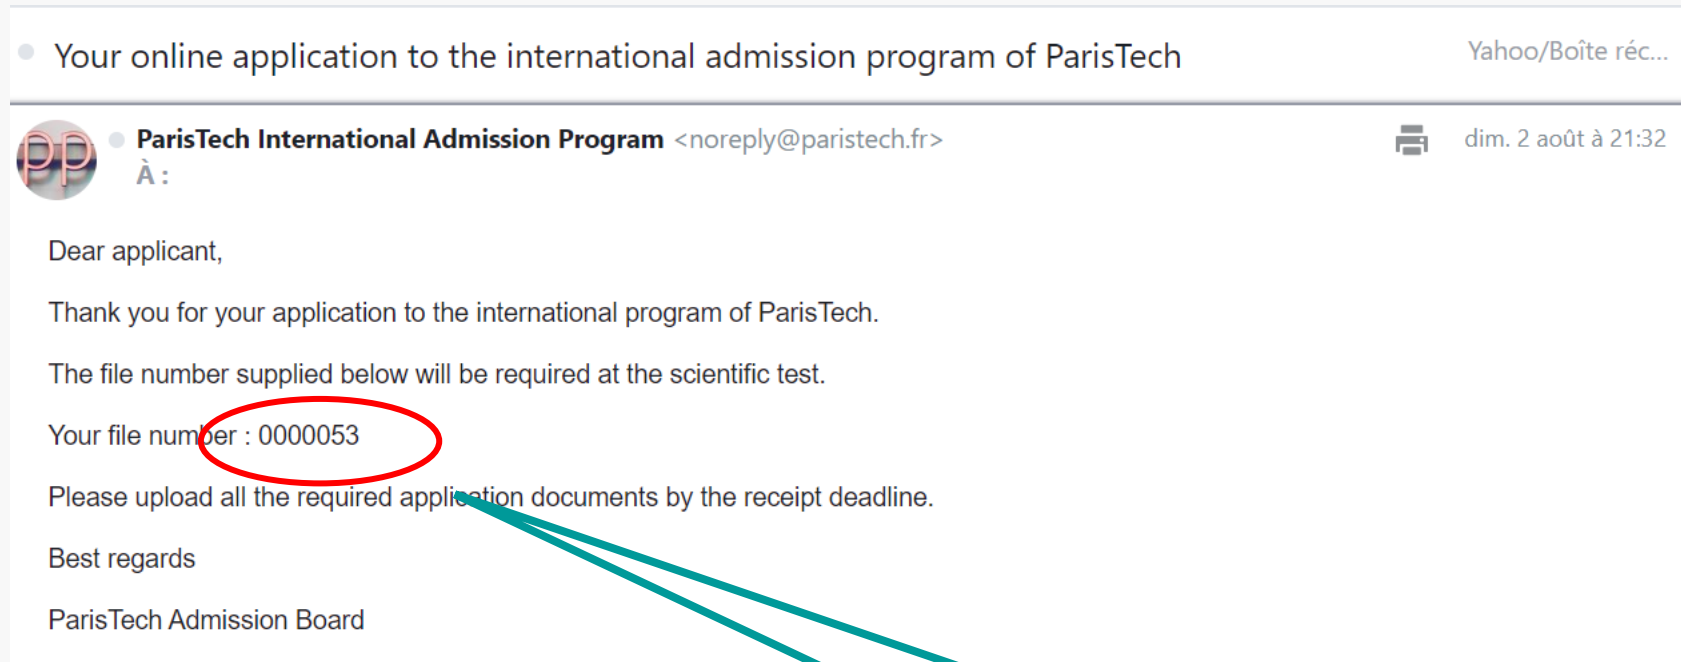 Your online application to the international admission program of ParisTech
Yahoo/Boîte réc...
PP
ParisTech International Admission Program <noreply@paristech.fr>
dim. 2 août à 21:32
À :
Dear applicant,
Thank you for your application to the international program of ParisTech.
The file number supplied below will be required at the scientific test.
Your file number : 0000053
Please upload all the required application documents by the receipt deadline.
Best regards
ParisTech Admission Board